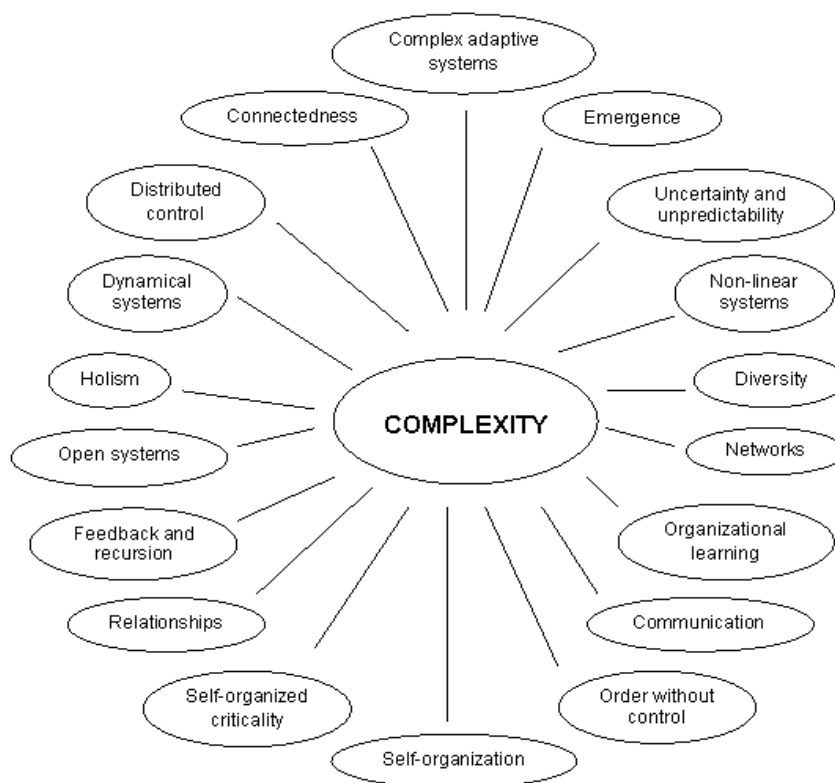 Complex adaptive
systems
Connectedness
Emergence
Distributed
control
Uncertainty and
unpredictability
Dynamical
systems
Non-linear
systems
Holism
Diversity
COMPLEXITY
Open systems
Networks
Feedback and
recursion
Organizational
learning
Relationships
Communication
Self-organized
criticality
Order without
control
Self-organization